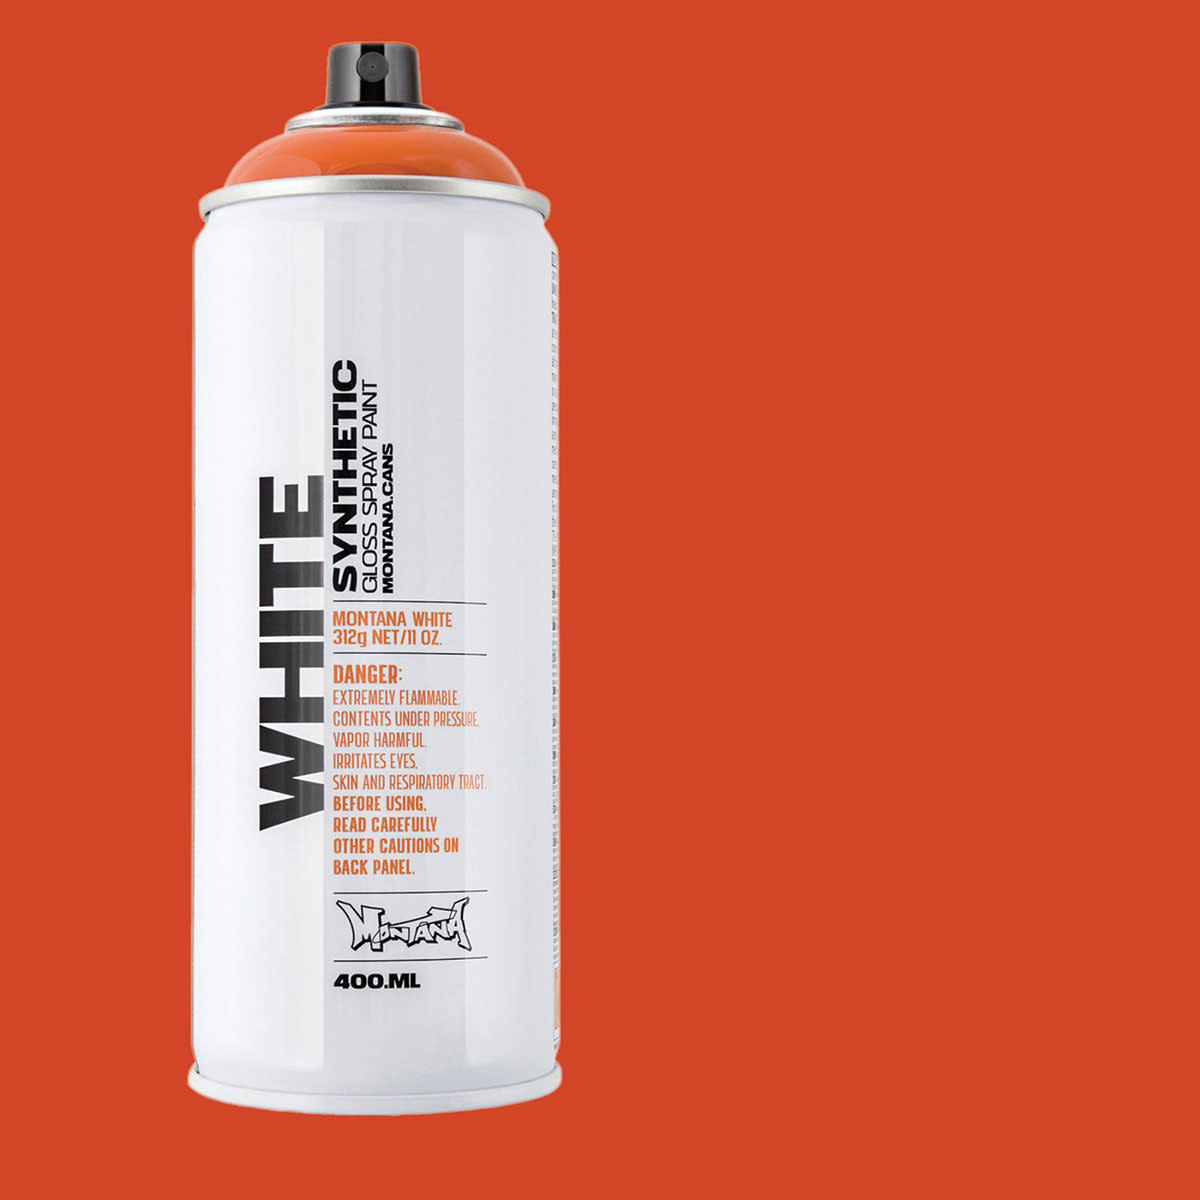 WHITE
SYNTHETIC
GLOSS SPRAY PAINT
MONTANA.CANS
MONTANA WHITE
312g NET/11 OZ.
DANGER:
EXTREMELY FLAMMABLE.
CONTENTS UNDER PRESSURE.
VAPOR HARMFUL.
IRRITATES EYES,
SKIN AND RESPIRATORY TRACT.
BEFORE USING,
READ CAREFULLY
OTHER CAUTIONS ON
BACK PANEL.
MONTANA
400.ML